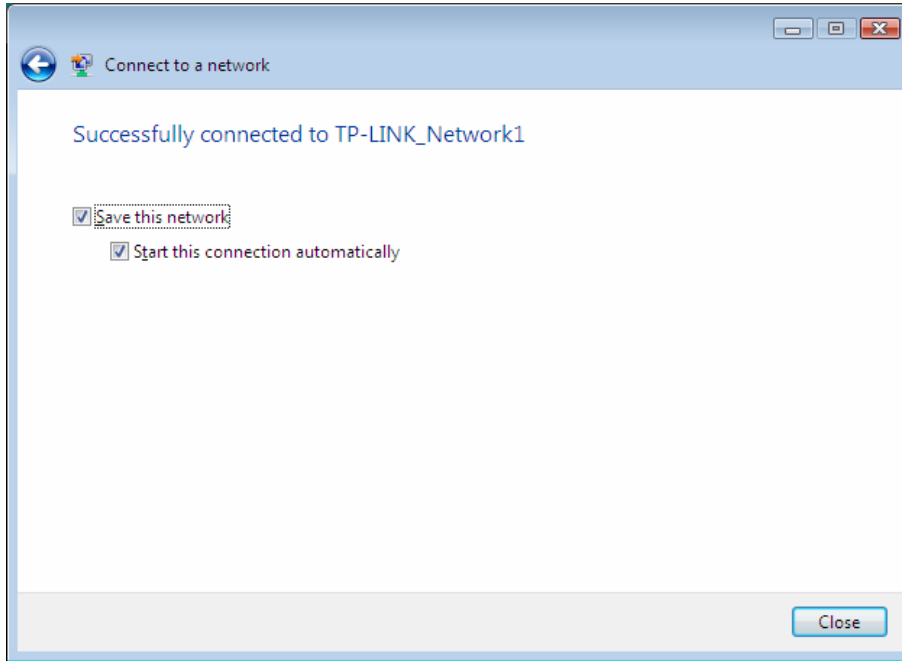 Connect to a network
Successfully connected to TP-LINK_Network1
Save this network
Start this connection automatically
Close